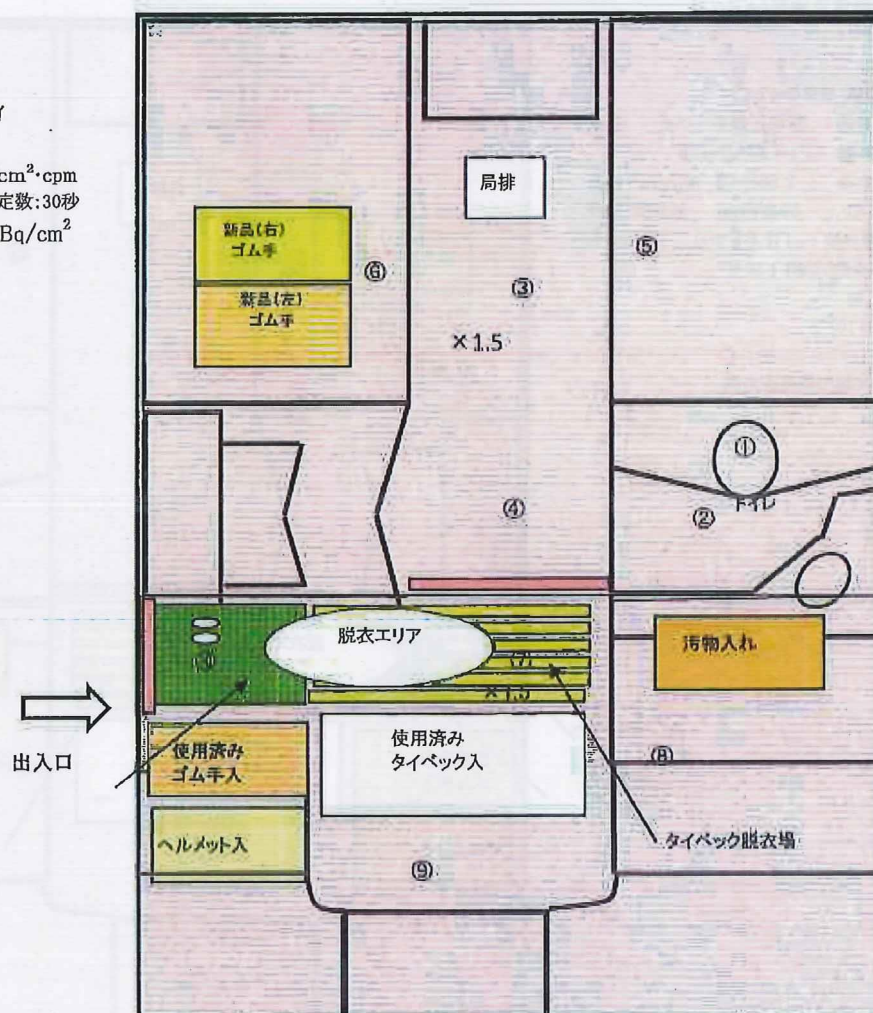 cm²・cpm
定数:30秒
Bq/cm²
局排
新品(右)
ゴム手
⑥
⑤
新品(左)
ゴム手
③
×1.5
①
④
②
トイレ
脱衣エリア
汚物入れ
×1.5
出入口
使用済み
ゴム手入
使用済み
タイベック入
⑧
ヘルメット入
タイベック脱衣場
⑨